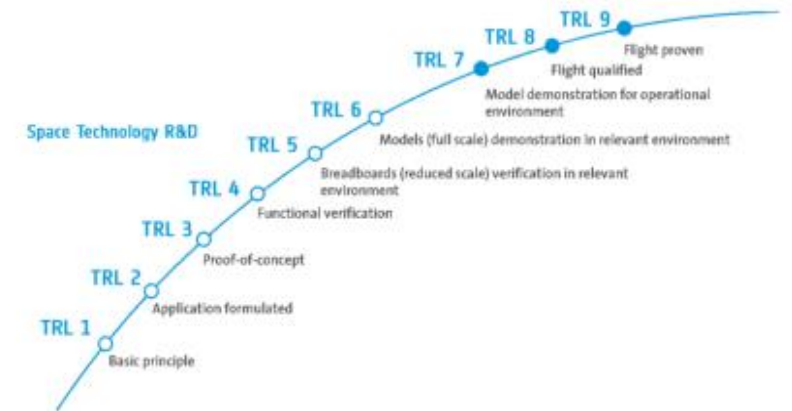 TRL 9
Flight proven
TRL 8
Flight qualified
TRL 7
Model demonstration for operational
environment
TRL 6
Models (full scale) demonstration in relevant environment
Space Technology R&D
TRL 5
Breadboards (reduced scale) verification in relevant
environment
TRL 4
Functional verification
TRL 3
Proof-of-concept
TRL 2
Application formulated
TRL 1
Basic principle